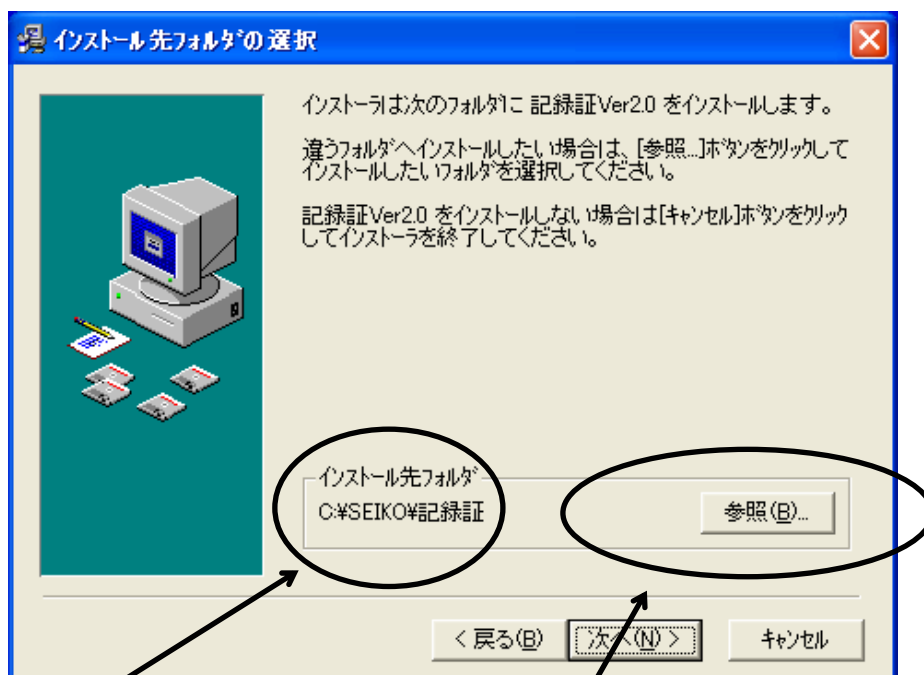 インストール先フォルダの選択
インストーラは次のフォルダに 記録証Ver2.0 をインストールします。
違うフォルダへインストールしたい場合は、[参照...]ボタンをクリックして
インストールしたいフォルダを選択してください。
記録証Ver2.0 をインストールしない場合は[キャンセル]ボタンをクリック
してインストーラを終了してください。
インストール先フォルダ
C:¥SEIKO¥記録証
参照(B)...
< 戻る(B)
次へ(N) >
キャンセル